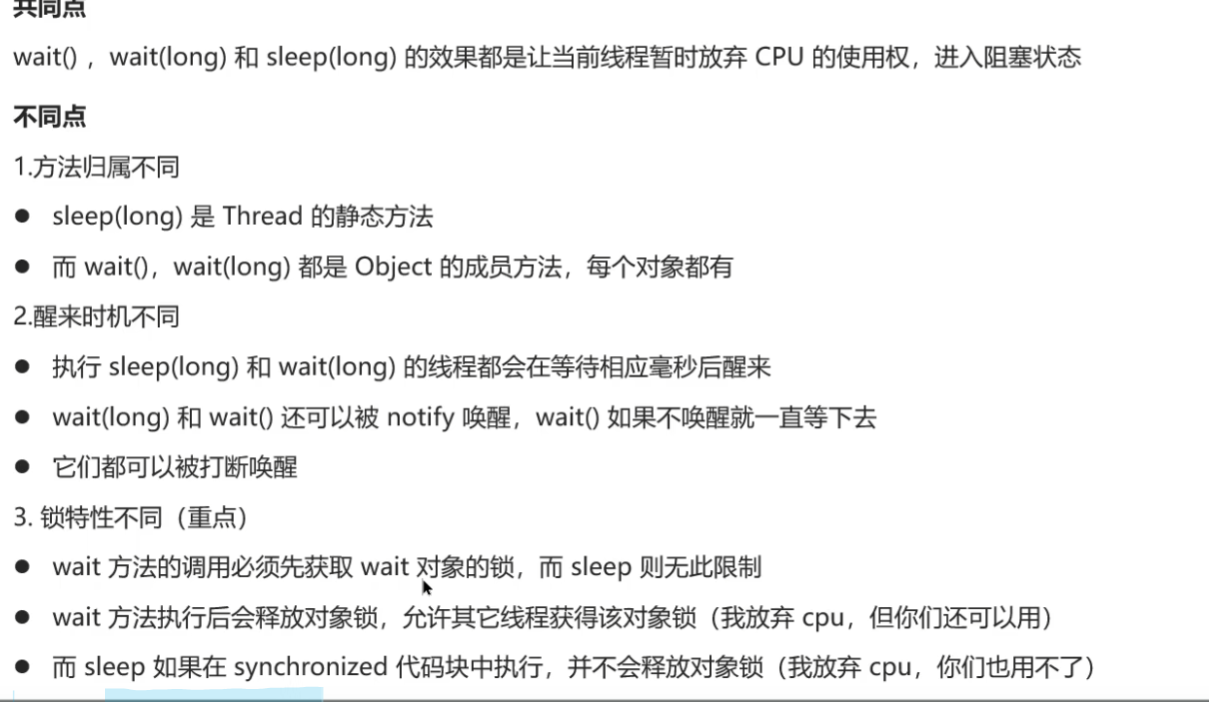 共同点
wait() ，wait(long) 和 sleep(long) 的效果都是让当前线程暂时放弃 CPU 的使用权，进入阻塞状态
不同点
1.方法归属不同
● sleep(long) 是 Thread 的静态方法
● 而 wait()，wait(long) 都是 Object 的成员方法，每个对象都有
2.醒来时机不同
● 执行 sleep(long) 和 wait(long) 的线程都会在等待相应毫秒后醒来
● wait(long) 和 wait() 还可以被 notify 唤醒，wait() 如果不唤醒就一直等下去
● 它们都可以被打断唤醒
3. 锁特性不同（重点）
● wait 方法的调用必须先获取 wait 对象的锁，而 sleep 则无此限制
● wait 方法执行后会释放对象锁，允许其它线程获得该对象锁（我放弃 cpu，但你们还可以用）
● 而 sleep 如果在 synchronized 代码块中执行，并不会释放对象锁（我放弃 cpu，你们也用不了）